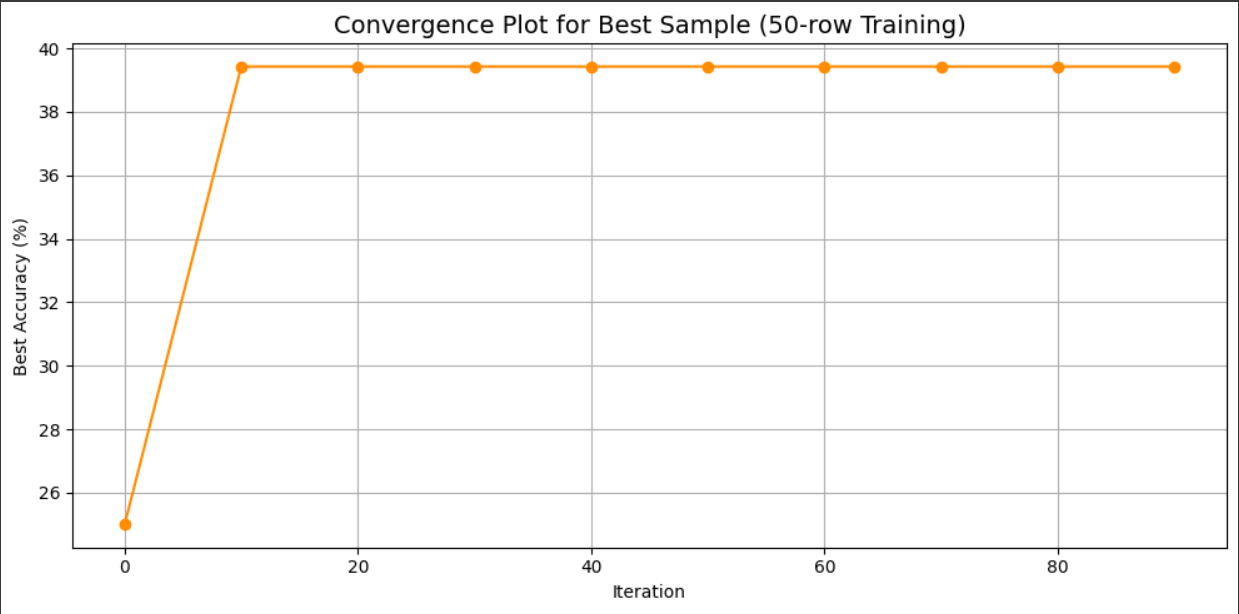 Convergence Plot for Best Sample (50-row Training)
40
38
36
34
32
30
28
26
Best Accuracy (%)
0 20 40 60 80
Iteration